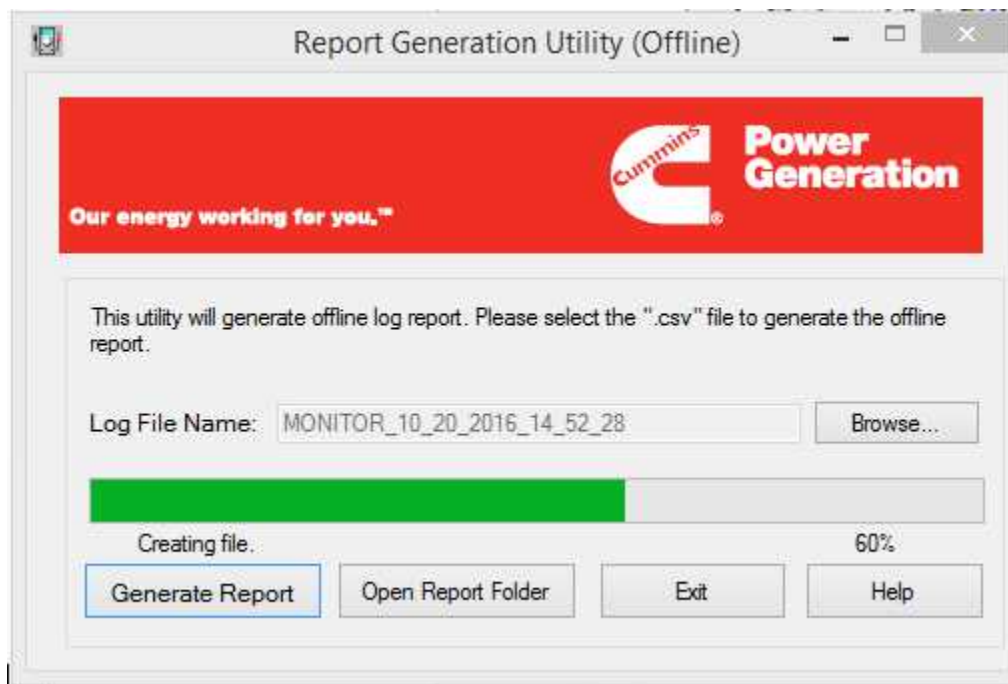 Report Generation Utility (Offline)
Cummins
Power
Generation
®
Our energy working for you.™
This utility will generate offline log report. Please select the ".csv" file to generate the offline
report.
Log File Name: MONITOR_10_20_2016_14_52_28 Browse...
Creating file. 60%
Generate Report Open Report Folder Exit Help